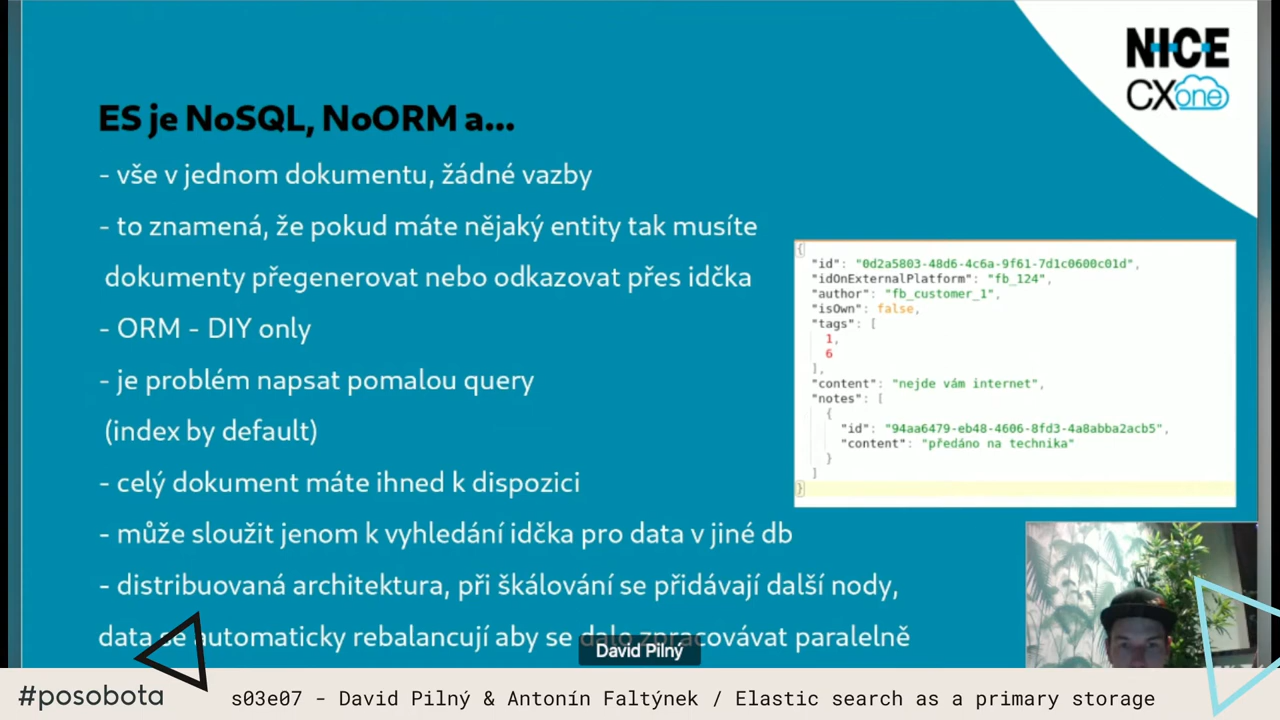 NICE
CXone
ES je NoSQL, NoORM a...
- vše v jednom dokumentu, žádné vazby
- to znamená, že pokud máte nějaký entity tak musíte
dokumenty přegenerovat nebo odkazovat přes idčka
- ORM - DIY only
- je problém napsat pomalou query
(index by default)
- celý dokument máte ihned k dispozici
- může sloužit jenom k vyhledání idčka pro data v jiné db
- distribuovaná architektura, při škálování se přidávají další nody,
data se automaticky rebalancují aby se dalo zpracovávat paralelně
{
"id": "0d2a5803-48d6-4c6a-9f61-7d1c0600c01d",
"idOnExternalPlatform": "fb_124",
"author": "fb_customer_1",
"isOwn": false,
"tags": [
1,
6
],
"content": "nejde vám internet",
"notes": [
{
"id": "94aa6479-eb48-4606-8fd3-4a8abba2acb5",
"content": "předáno na technika"
}
]
}
David Pilný
#posobota
s03e07 - David Pilný & Antonín Faltýnek / Elastic search as a primary storage